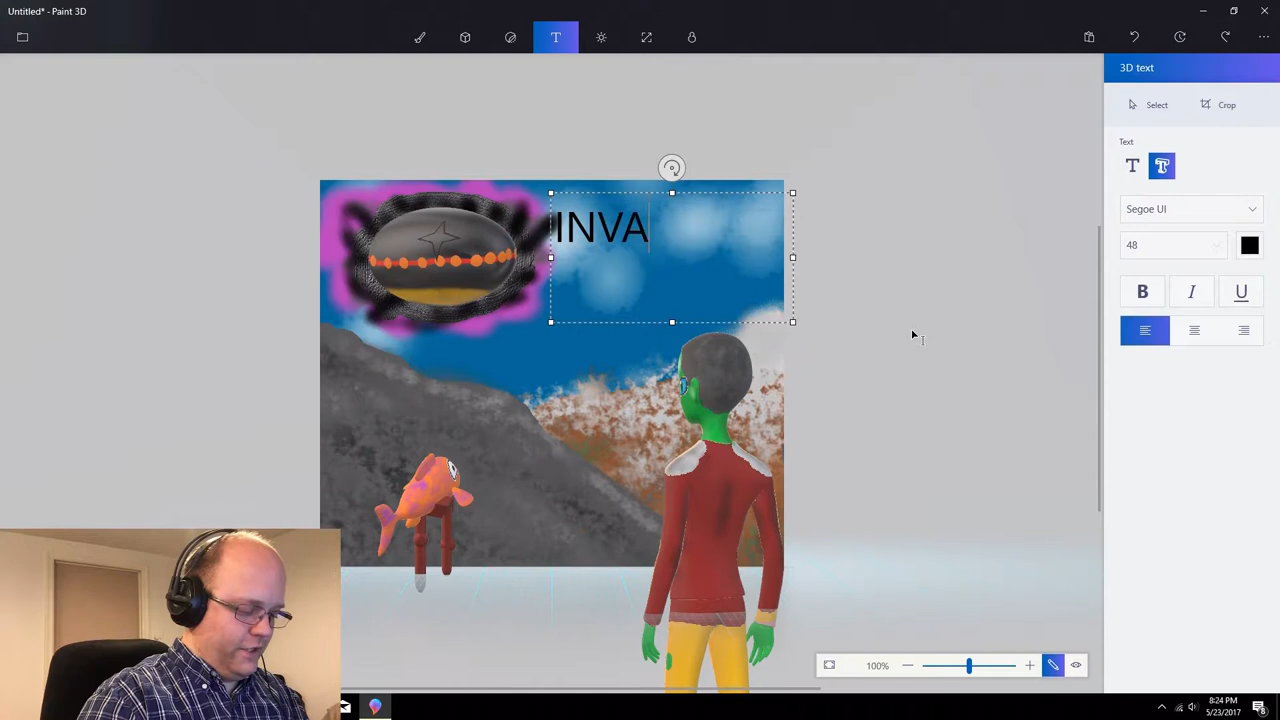 Untitled* - Paint 3D
3D text
Select Crop
Text
Segoe UI
48
B I U
INVA
100%
8:24 PM
5/23/2017
8